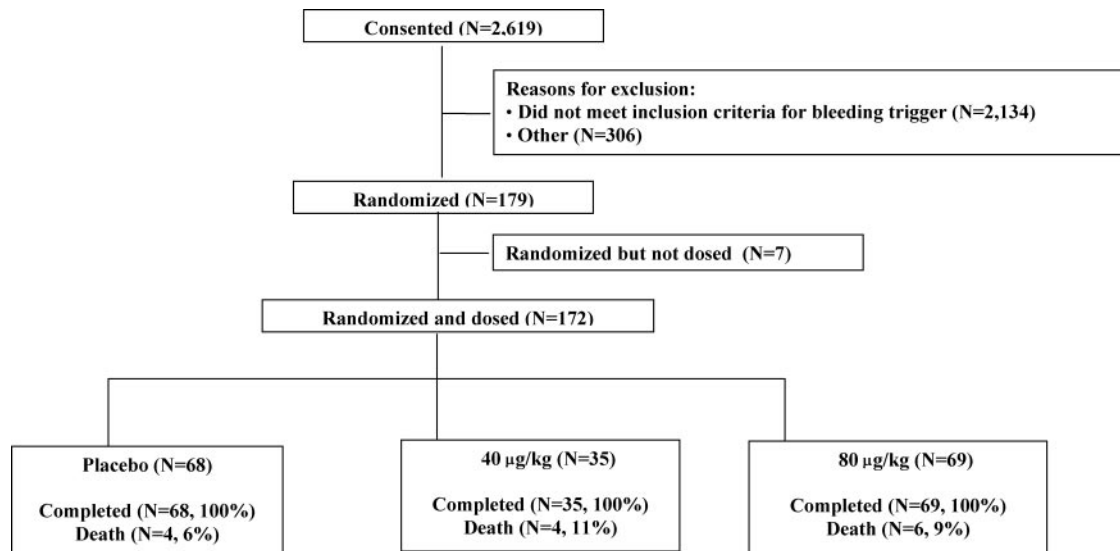 Consented (N=2,619)
Reasons for exclusion:
• Did not meet inclusion criteria for bleeding trigger (N=2,134)
• Other (N=306)
Randomized (N=179)
Randomized but not dosed (N=7)
Randomized and dosed (N=172)
Placebo (N=68)
Completed (N=68, 100%)
Death (N=4, 6%)
40 µg/kg (N=35)
Completed (N=35, 100%)
Death (N=4, 11%)
80 µg/kg (N=69)
Completed (N=69, 100%)
Death (N=6, 9%)